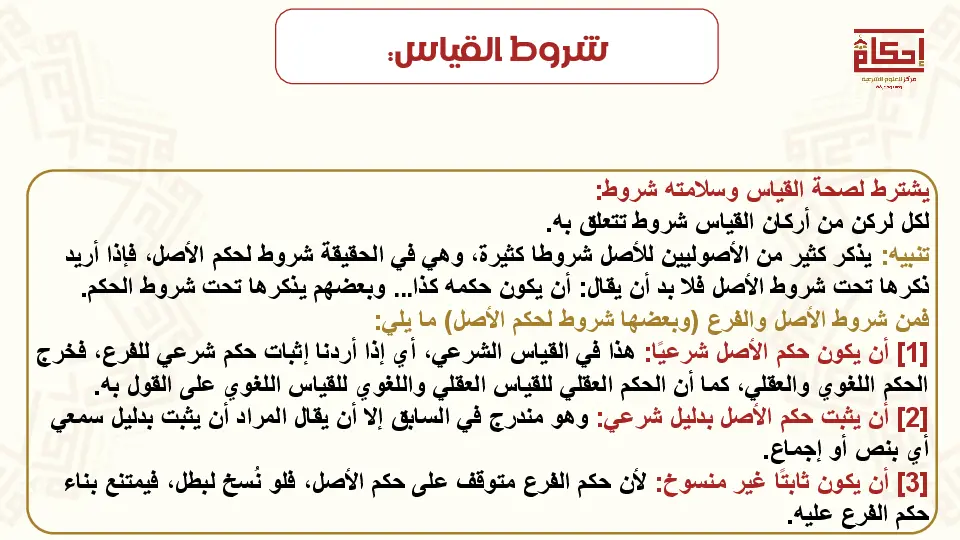 شروط القياس:
إحكام
مركز للعلوم الشرعية
يشترط لصحة القياس وسلامته شروط:
لكل لركن من أركان القياس شروط تتعلق به.
تنبيه: يذكر كثير من الأصوليين للأصل شروطا كثيرة، وهي في الحقيقة شروط لحكم الأصل، فإذا أريد
ذكرها تحت شروط الأصل فلا بد أن يقال: أن يكون حكمه كذا... وبعضهم يذكرها تحت شروط الحكم.
فمن شروط الأصل والفرع (وبعضها شروط لحكم الأصل) ما يلي:
[1] أن يكون حكم الأصل شرعيًا: هذا في القياس الشرعي، أي إذا أردنا إثبات حكم شرعي للفرع، فخرج
الحكم اللغوي والعقلي، كما أن الحكم العقلي للقياس العقلي واللغوي للقياس اللغوي على القول به.
[2] أن يثبت حكم الأصل بدليل شرعي: وهو مندرج في السابق إلا أن يقال المراد أن يثبت بدليل سمعي
أي بنص أو إجماع.
[3] أن يكون ثابتًا غير منسوخ: لأن حكم الفرع متوقف على حكم الأصل، فلو نُسخ لبطل، فيمتنع بناء
حكم الفرع عليه.